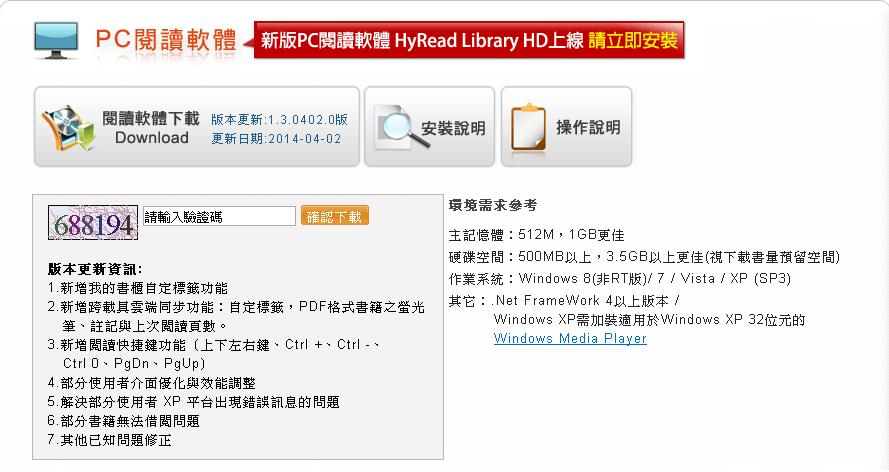 PC閱讀軟體
新版PC閱讀軟體 HyRead Library HD上線 請立即安裝
閱讀軟體下載
Download
版本更新:1.3.0402.0版
更新日期:2014-04-02
安裝說明
操作說明
688194
請輸入驗證碼
確認下載
版本更新資訊:
1.新增我的書櫃自定標籤功能
2.新增跨載具雲端同步功能：自定標籤，PDF格式書籍之螢光
筆、註記與上次閱讀頁數。
3.新增閱讀快捷鍵功能（上下左右鍵、Ctrl +、Ctrl -、
Ctrl 0、PgDn、PgUp）
4.部分使用者介面優化與效能調整
5.解決部分使用者 XP 平台出現錯誤訊息的問題
6.部分書籍無法借閱問題
7.其他已知問題修正
環境需求參考
主記憶體：512M，1GB更佳
硬碟空間：500MB以上，3.5GB以上更佳(視下載書量預留空間)
作業系統：Windows 8(非RT版)/ 7 / Vista / XP (SP3)
其它：.Net FrameWork 4以上版本 /
Windows XP需加裝適用於Windows XP 32位元的
Windows Media Player